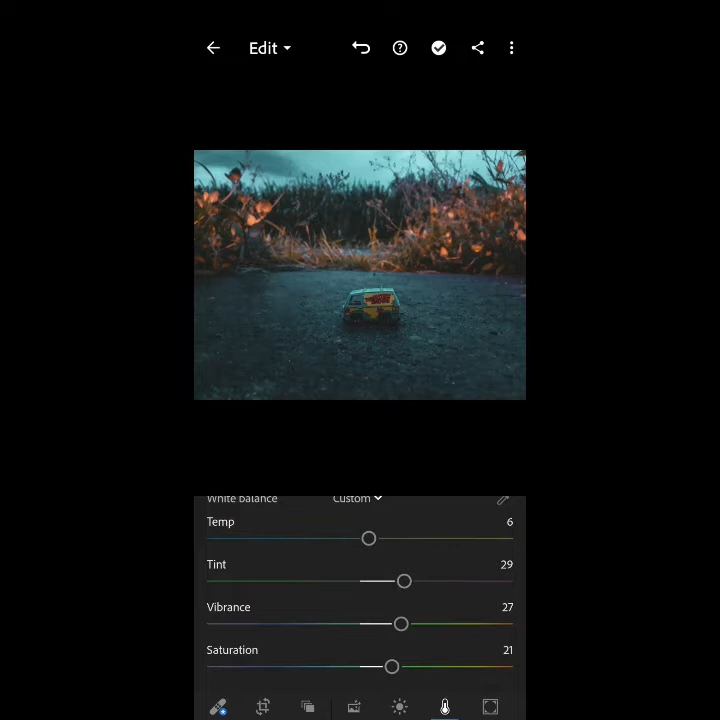 Edit
White balance Custom
Temp 6
Tint 29
Vibrance 27
Saturation 21